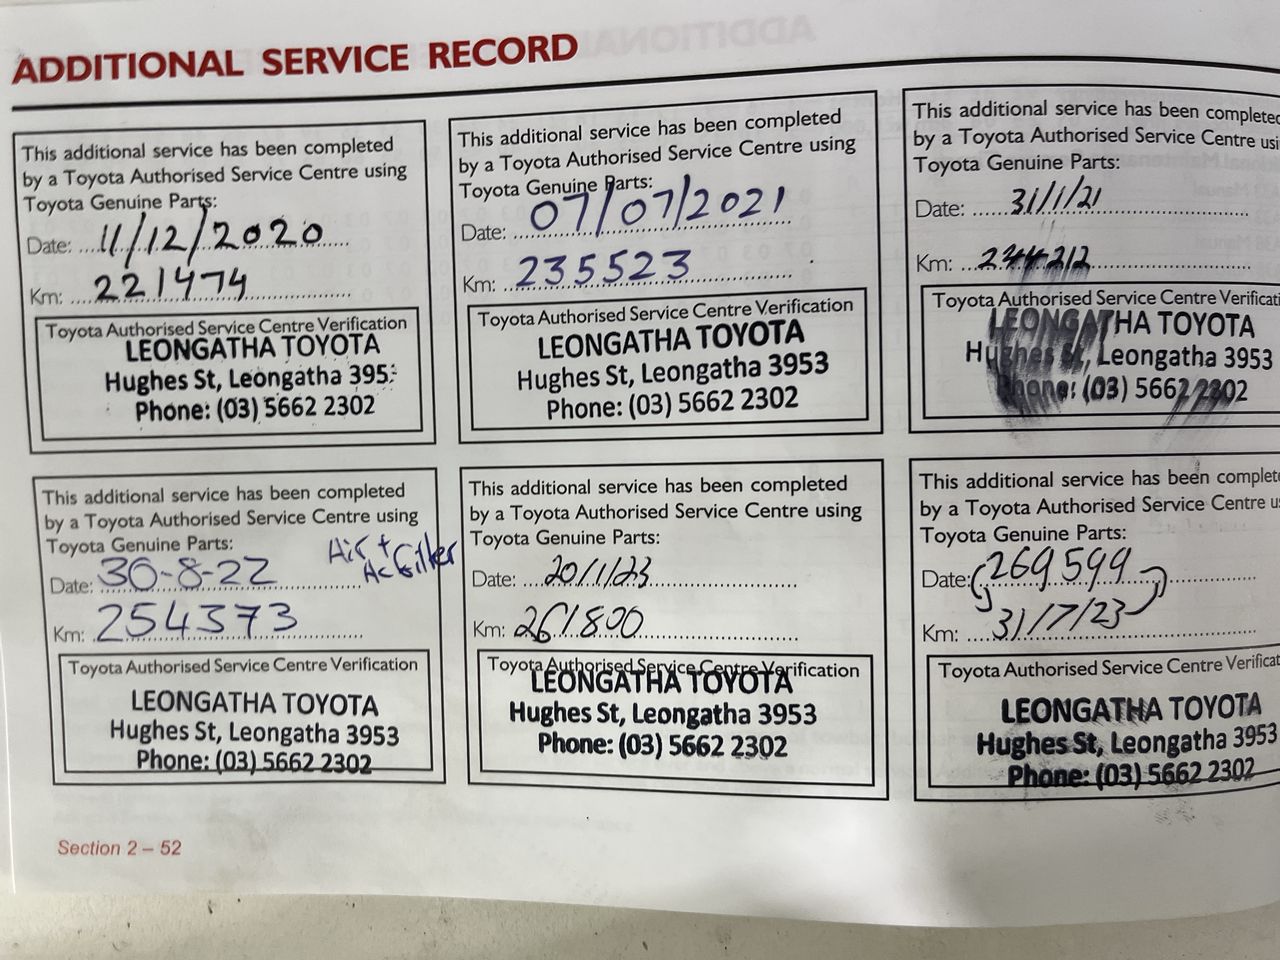 ADDITIONAL SERVICE RECORD
This additional service has been completed
by a Toyota Authorised Service Centre using
Toyota Genuine Parts:
Date: 11/12/2020
Km: 221474
Toyota Authorised Service Centre Verification
LEONGATHA TOYOTA
Hughes St, Leongatha 395
Phone: (03) 5662 2302
This additional service has been completed
by a Toyota Authorised Service Centre using
Toyota Genuine Parts:
Date: 07/07/2021
Km: 235523
Toyota Authorised Service Centre Verification
LEONGATHA TOYOTA
Hughes St, Leongatha 3953
Phone: (03) 5662 2302
This additional service has been completed
by a Toyota Authorised Service Centre usi
Toyota Genuine Parts:
Date: 31/1/21
Km: 244212
Toyota Authorised Service Centre Verificati
LEONGATHA TOYOTA
Hughes St, Leongatha 3953
Phone: (03) 5662 2302
This additional service has been completed
by a Toyota Authorised Service Centre using
Toyota Genuine Parts:
Air + Ac Filter
Date: 30-8-22
Km: 254373
Toyota Authorised Service Centre Verification
LEONGATHA TOYOTA
Hughes St, Leongatha 3953
Phone: (03) 5662 2302
This additional service has been completed
by a Toyota Authorised Service Centre using
Toyota Genuine Parts:
Date: 20/1/23
Km: 261800
Toyota Authorised Service Centre Verification
LEONGATHA TOYOTA
Hughes St, Leongatha 3953
Phone: (03) 5662 2302
This additional service has been complete
by a Toyota Authorised Service Centre u
Toyota Genuine Parts:
Date: 269599
Km: 31/7/23
Toyota Authorised Service Centre Verificat
LEONGATHA TOYOTA
Hughes St, Leongatha 3953
Phone: (03) 5662 2302
Section 2 – 52